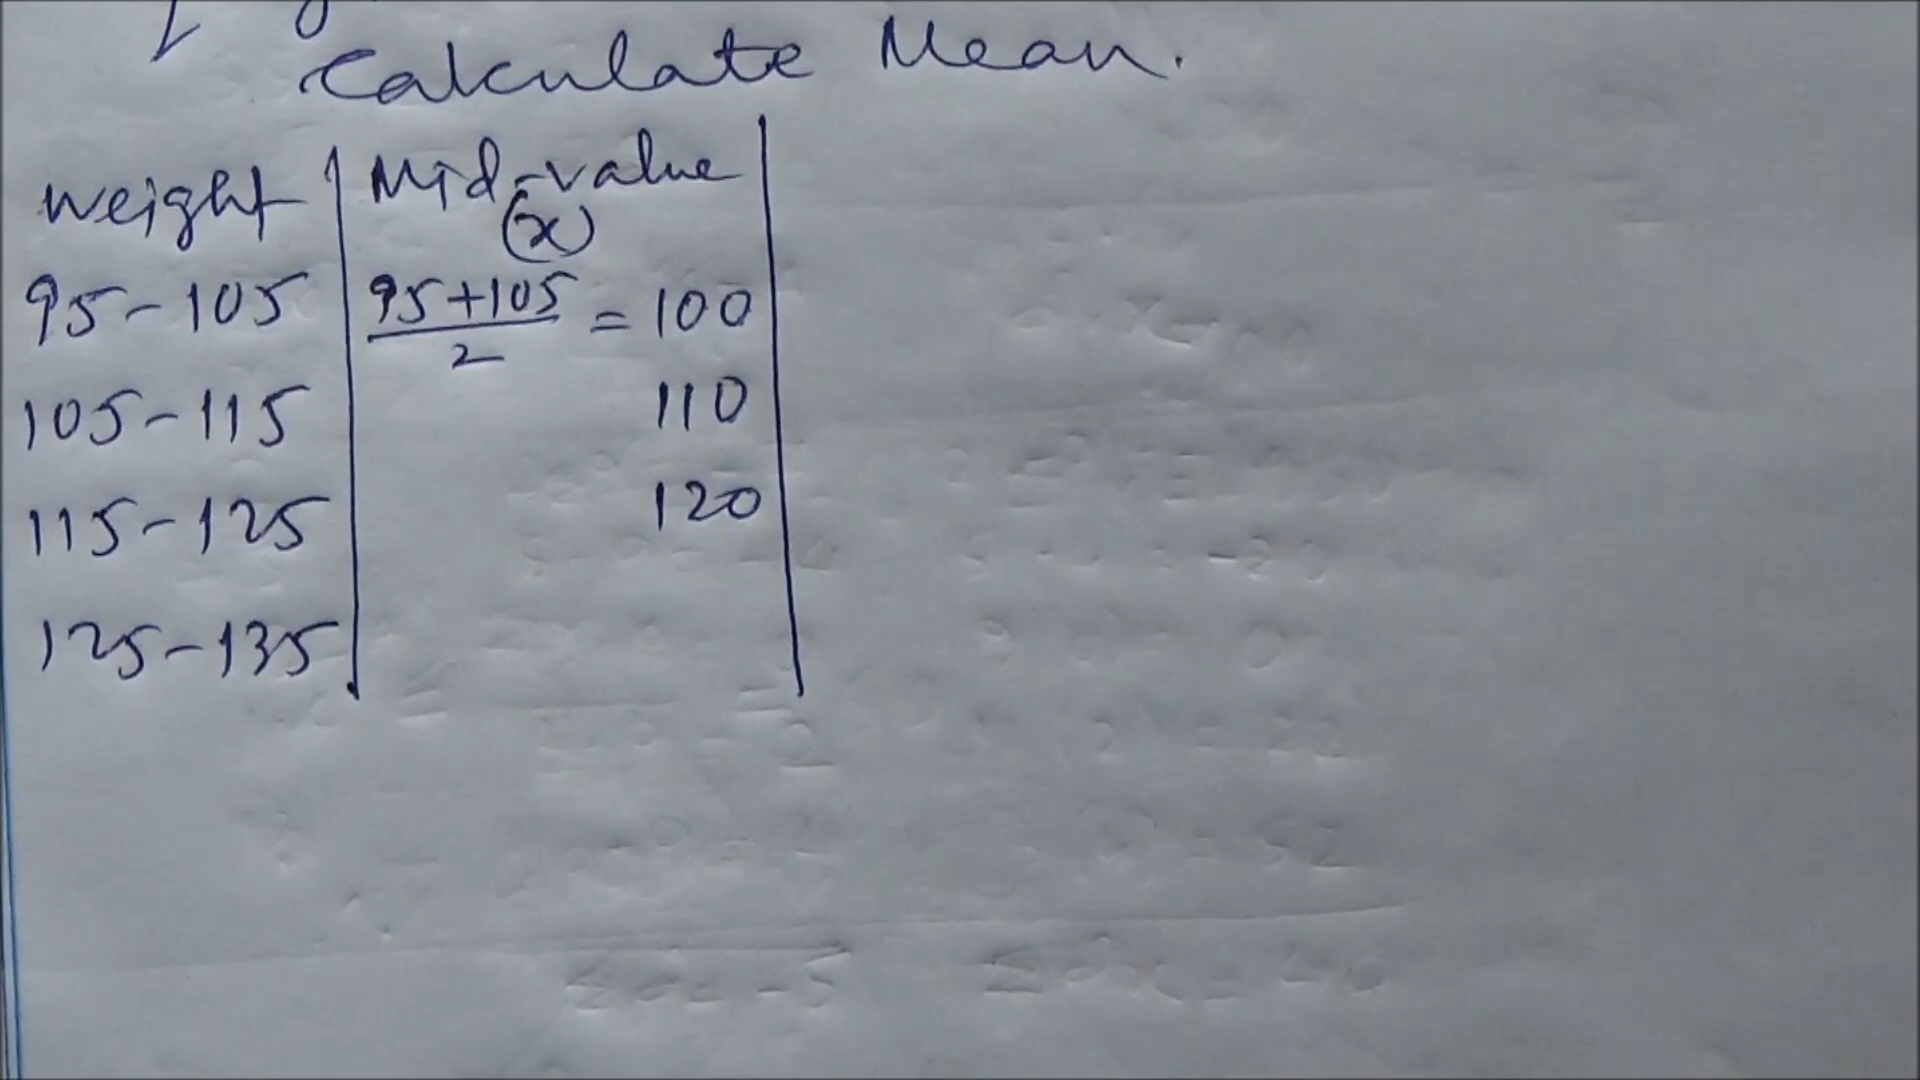 Calculate Mean.
Weight Mid-value
(x)
95-105 95+105/2 = 100
105-115 110
115-125 120
125-135